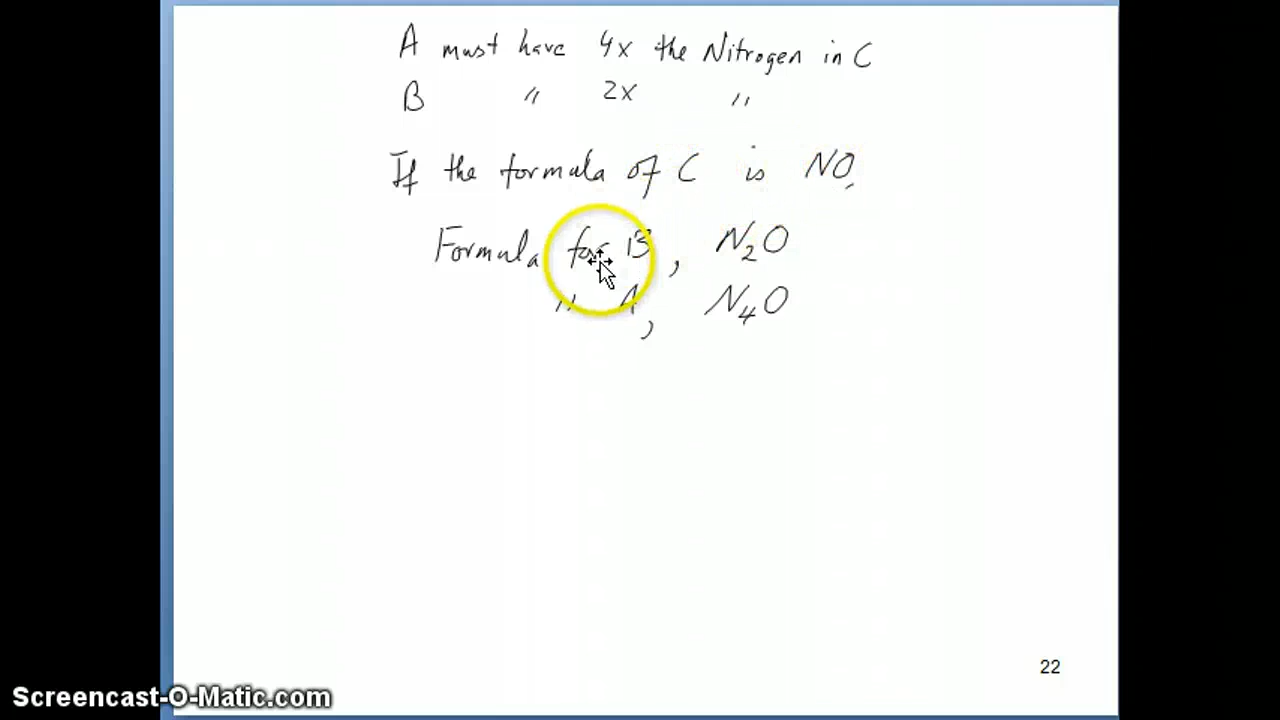 A must have 4x the Nitrogen in C
B " 2x "
If the formula of C is NO,
Formula for B, N₂O
" A, N₄O
22
Screencast-O-Matic.com